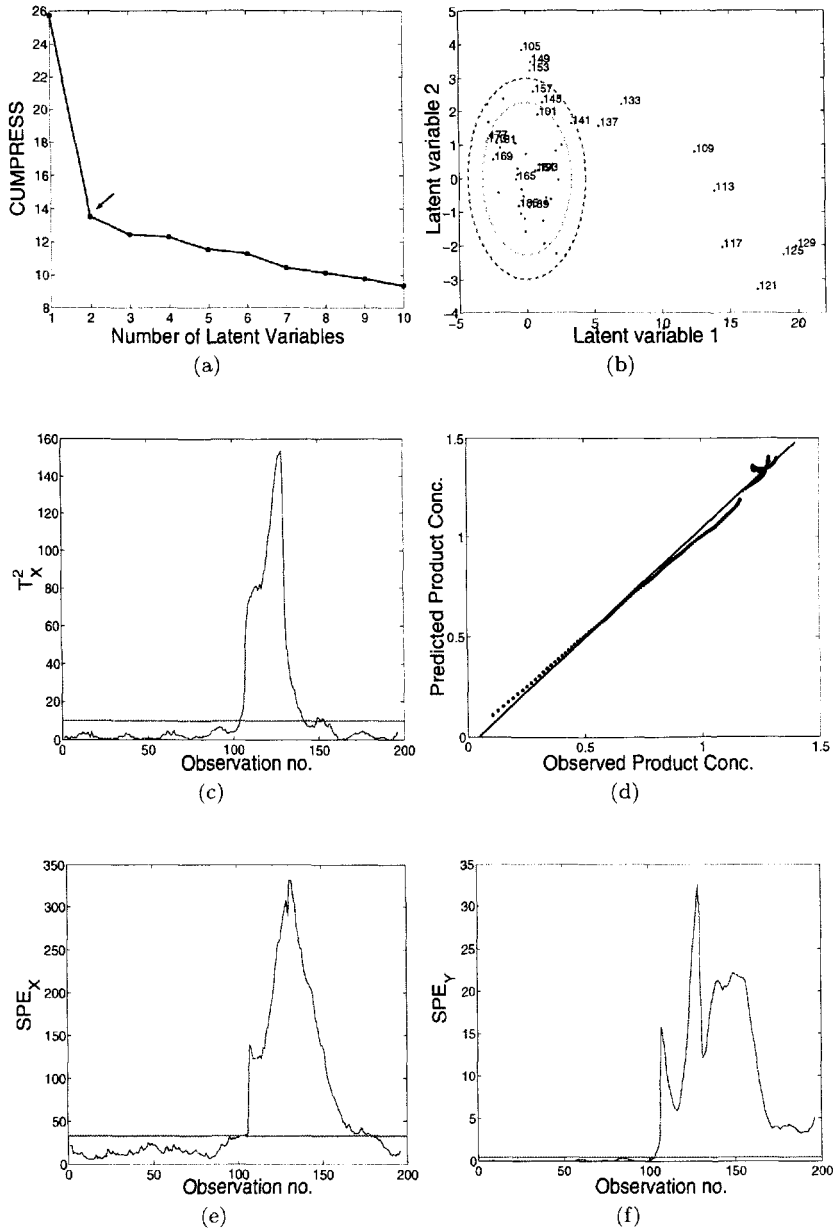 26
24
22
20
18
16
14
12
10
8
CUMPRESS
1 2 3 4 5 6 7 8 9 10
Number of Latent Variables
(a)
5
4
3
2
1
0
-1
-2
-3
-4
Latent variable 2
105
149
153
157
145
101
133
141
137
109
113
117
129
125
121
169
165
-5 0 5 10 15 20
Latent variable 1
(b)
160
140
120
100
80
60
40
20
10
0
T²X
0 50 100 150 200
Observation no.
(c)
1.5
1
0.5
0
Predicted Product Conc.
0 0.5 1 1.5
Observed Product Conc.
(d)
350
300
250
200
150
100
50
0
SPEX
0 50 100 150 200
Observation no.
(e)
35
30
25
20
15
10
5
0
SPEY
0 50 100 150 200
Observation no.
(f)